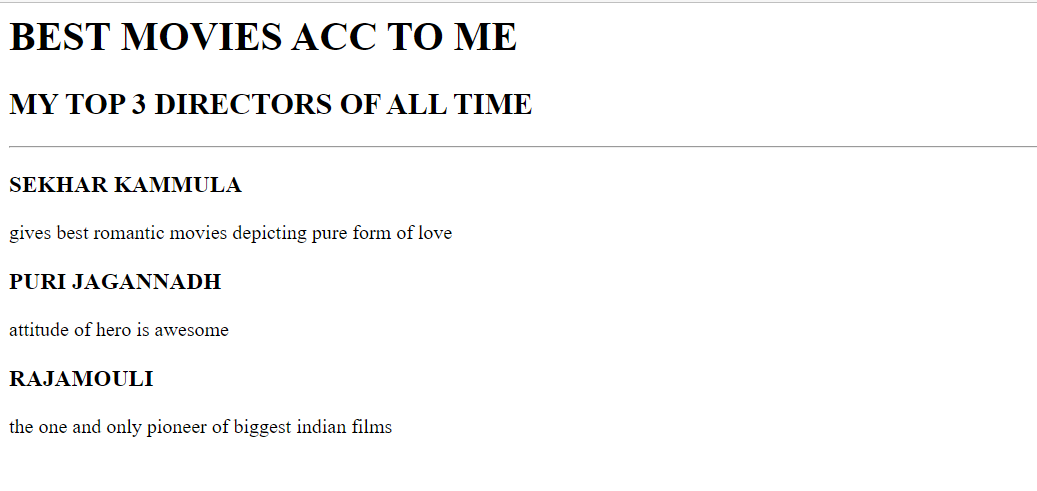 BEST MOVIES ACC TO ME
MY TOP 3 DIRECTORS OF ALL TIME
SEKHAR KAMMULA
gives best romantic movies depicting pure form of love
PURI JAGANNADH
attitude of hero is awesome
RAJAMOULI
the one and only pioneer of biggest indian films